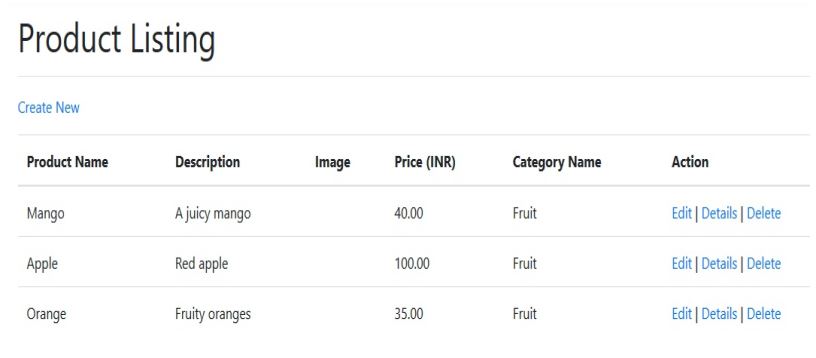 Product Listing
Create New
Product Name Description Image Price (INR) Category Name Action
Mango A juicy mango 40.00 Fruit Edit | Details | Delete
Apple Red apple 100.00 Fruit Edit | Details | Delete
Orange Fruity oranges 35.00 Fruit Edit | Details | Delete